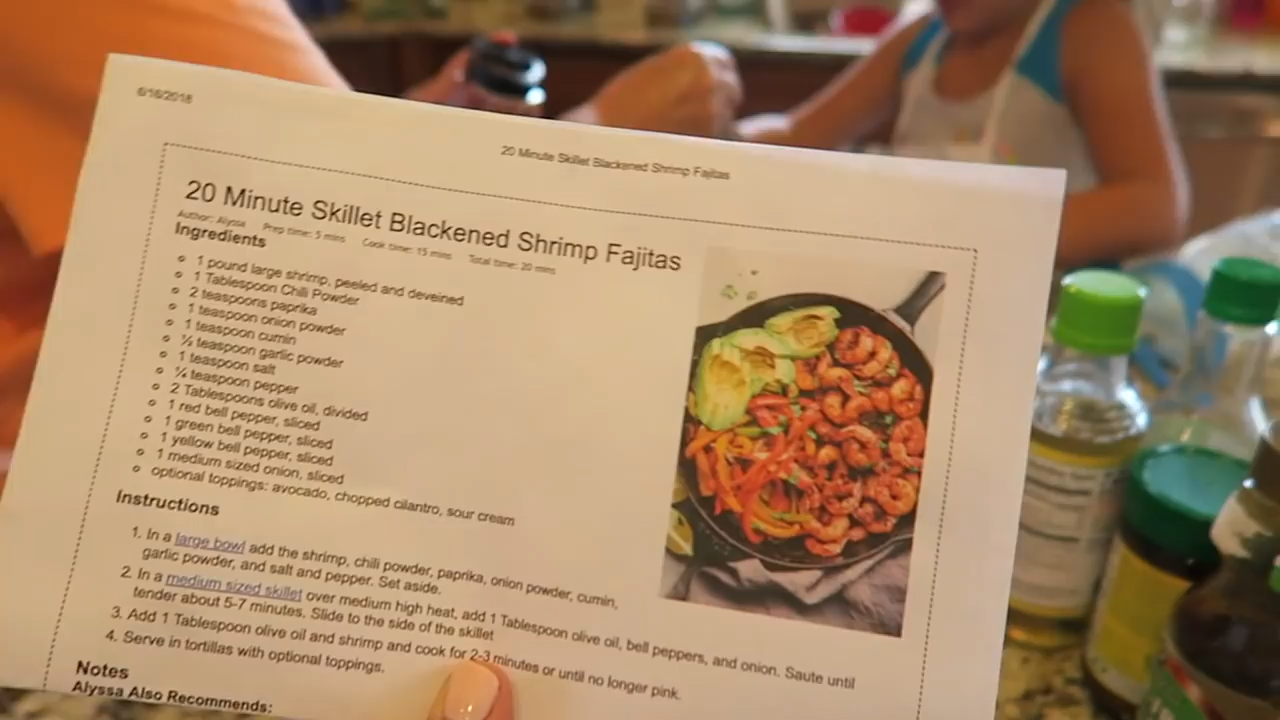 6/16/2018
20 Minute Skillet Blackened Shrimp Fajitas
20 Minute Skillet Blackened Shrimp Fajitas
Author: Alyssa Prep time: 5 mins Cook time: 15 mins Total time: 20 mins
Ingredients
1 pound large shrimp, peeled and deveined
1 Tablespoon Chili Powder
2 teaspoons paprika
1 teaspoon onion powder
1 teaspoon cumin
½ teaspoon garlic powder
1 teaspoon salt
¼ teaspoon pepper
2 Tablespoons olive oil, divided
1 red bell pepper, sliced
1 green bell pepper, sliced
1 yellow bell pepper, sliced
1 medium sized onion, sliced
optional toppings: avocado, chopped cilantro, sour cream
Instructions
1. In a large bowl add the shrimp, chili powder, paprika, onion powder, cumin,
garlic powder, and salt and pepper. Set aside.
2. In a medium sized skillet over medium high heat, add 1 Tablespoon olive oil, bell peppers, and onion. Saute until
tender about 5-7 minutes. Slide to the side of the skillet
3. Add 1 Tablespoon olive oil and shrimp and cook for 2-3 minutes or until no longer pink.
4. Serve in tortillas with optional toppings.
Notes
Alyssa Also Recommends: